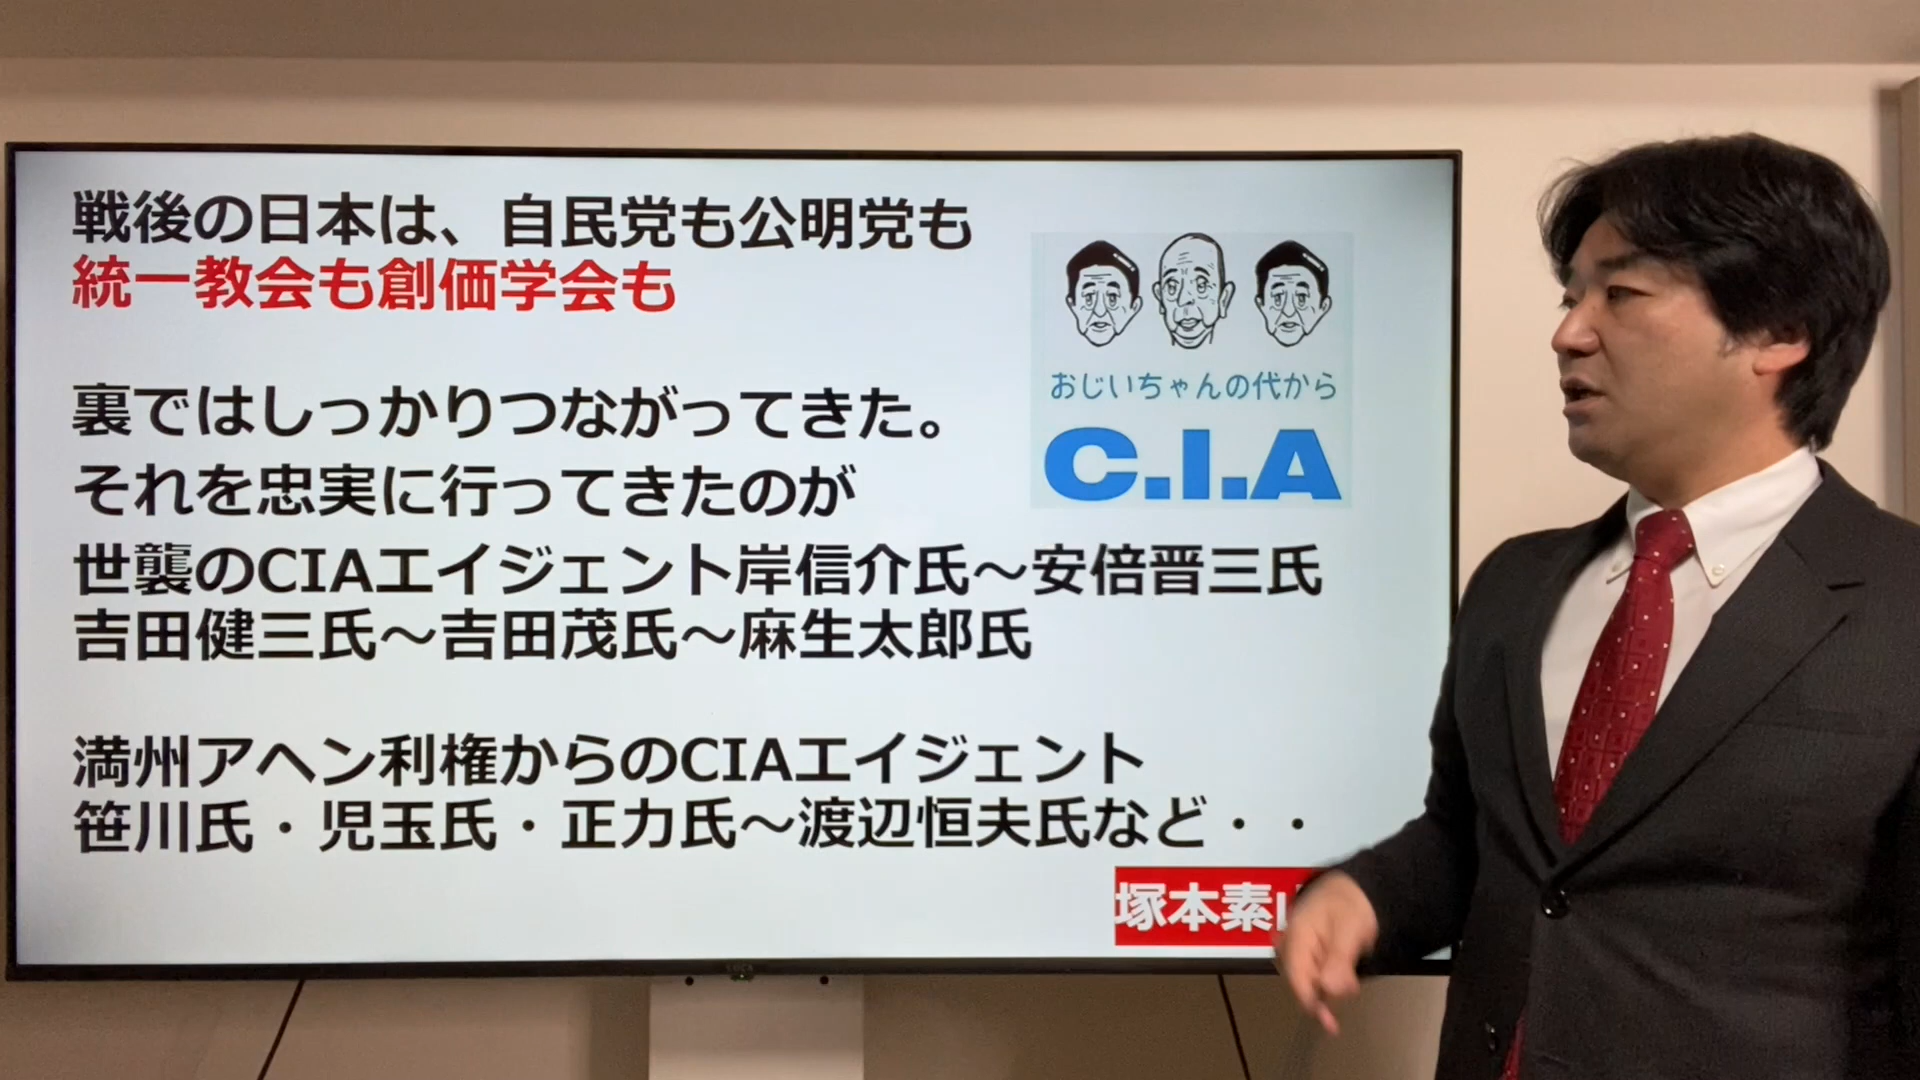 戦後の日本は、自民党も公明党も
統一教会も創価学会も
裏ではしっかりつながってきた。
それを忠実に行ってきたのが
世襲のCIAエイジェント岸信介氏～安倍晋三氏
吉田健三氏～吉田茂氏～麻生太郎氏
満州アヘン利権からのCIAエイジェント
笹川氏・児玉氏・正力氏～渡辺恒夫氏など・・
おじいちゃんの代から
C.I.A
塚本素